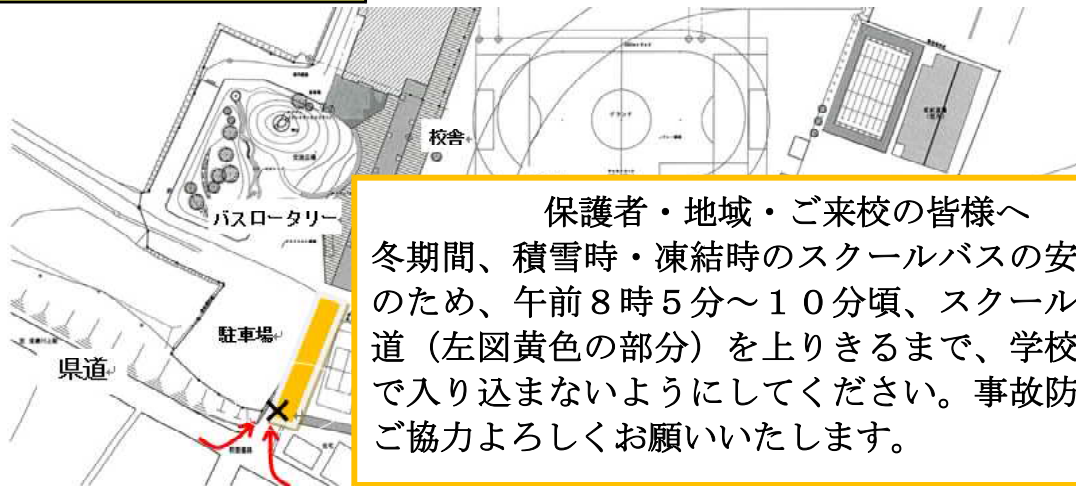 校舎
グランド
バスロータリー
駐車場
県道
保護者・地域・ご来校の皆様へ
冬期間、積雪時・凍結時のスクールバスの安
のため、午前８時５分～１０分頃、スクール
道（左図黄色の部分）を上りきるまで、学校
で入り込まないようにしてください。事故防
ご協力よろしくお願いいたします。